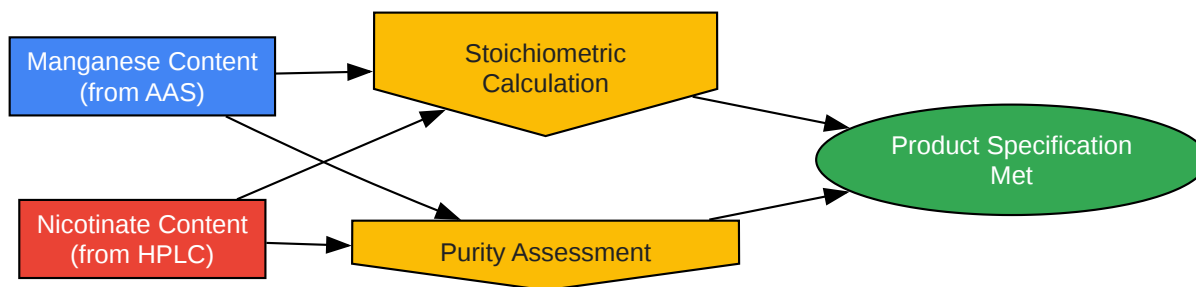 Manganese Content
(from AAS)
Stoichiometric
Calculation
Product Specification
Met
Nicotinate Content
(from HPLC)
Purity Assessment